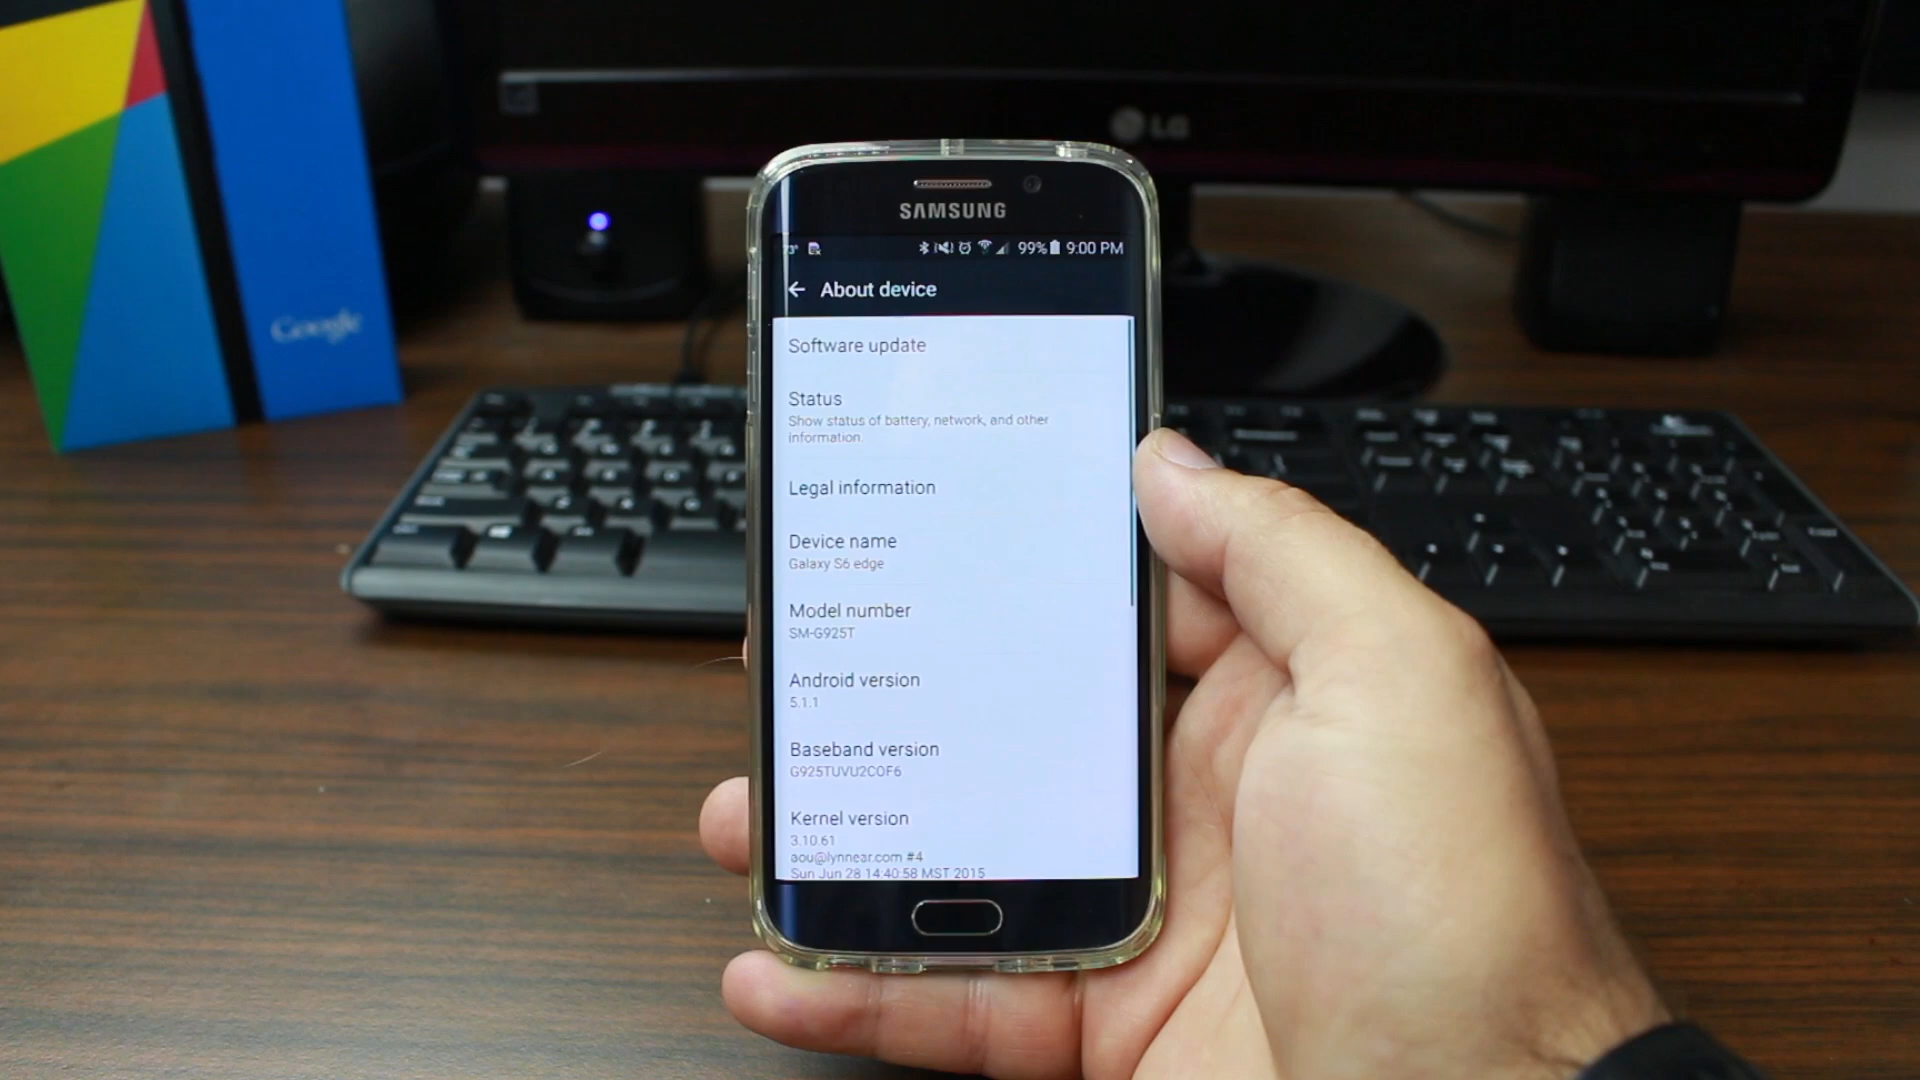 Google
LG
SAMSUNG
73° 99% 9:00 PM
About device
Software update
Status
Show status of battery, network, and other
information.
Legal information
Device name
Galaxy S6 edge
Model number
SM-G925T
Android version
5.1.1
Baseband version
G925TUVU2COF6
Kernel version
3.10.61
aou@lynnear.com #4
Sun Jun 28 14:40:58 MST 2015